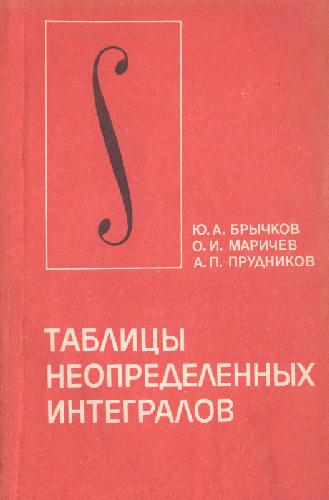 Ю. А. БРЫЧКОВ
О. И. МАРИЧЕВ
А. П. ПРУДНИКОВ
ТАБЛИЦЫ
НЕОПРЕДЕЛЕННЫХ
ИНТЕГРАЛОВ